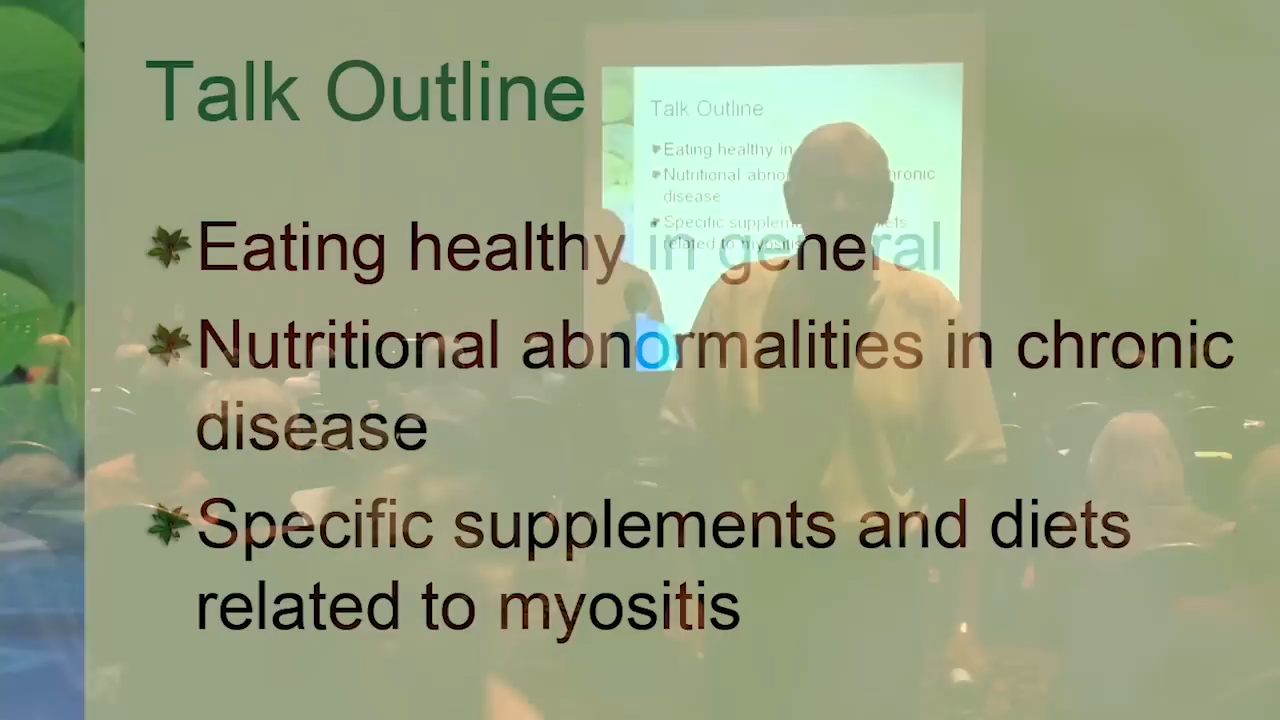 Talk Outline
Eating healthy in general
Nutritional abnormalities in chronic
disease
Specific supplements and diets
related to myositis
Talk Outline
Eating healthy in
Nutritional abno hronic
disease
Specific supplem ets
related to myositis